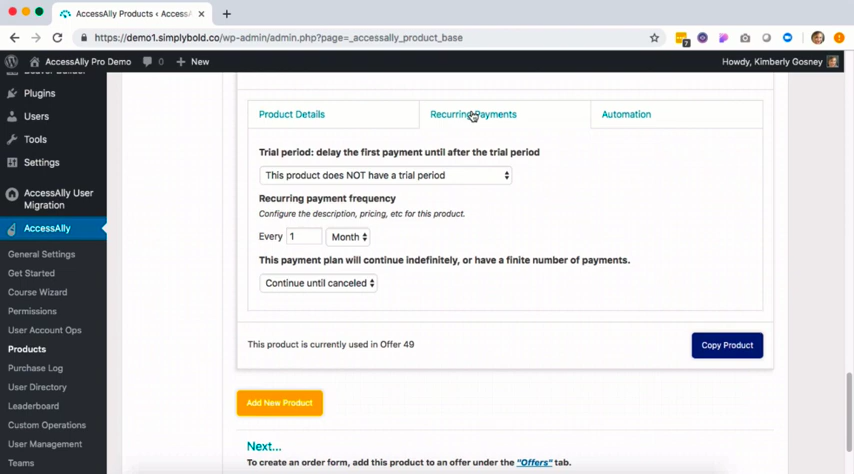 AccessAlly Products ‹ AccessA
https://demo1.simplybold.co/wp-admin/admin.php?page=_accessally_product_base
7
AccessAlly Pro Demo
0
New
Howdy, Kimberly Gosney
Plugins
Users
Tools
Settings
AccessAlly User
Migration
AccessAlly
General Settings
Get Started
Course Wizard
Permissions
User Account Ops
Products
Purchase Log
User Directory
Leaderboard
Custom Operations
User Management
Teams
Product Details
Recurring Payments
Automation
Trial period: delay the first payment until after the trial period
This product does NOT have a trial period
Recurring payment frequency
Configure the description, pricing, etc for this product.
Every 1 Month
This payment plan will continue indefinitely, or have a finite number of payments.
Continue until canceled
This product is currently used in Offer 49
Copy Product
Add New Product
Next...
To create an order form, add this product to an offer under the "Offers" tab.